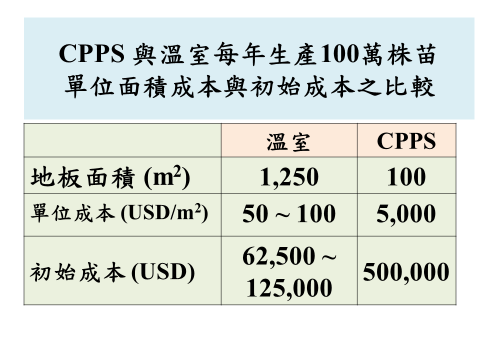 CPPS 與溫室每年生產100萬株苗
單位面積成本與初始成本之比較
溫室 CPPS
地板面積 (m²) 1,250 100
單位成本 (USD/m²) 50 ~ 100 5,000
初始成本 (USD) 62,500 ~ 125,000 500,000